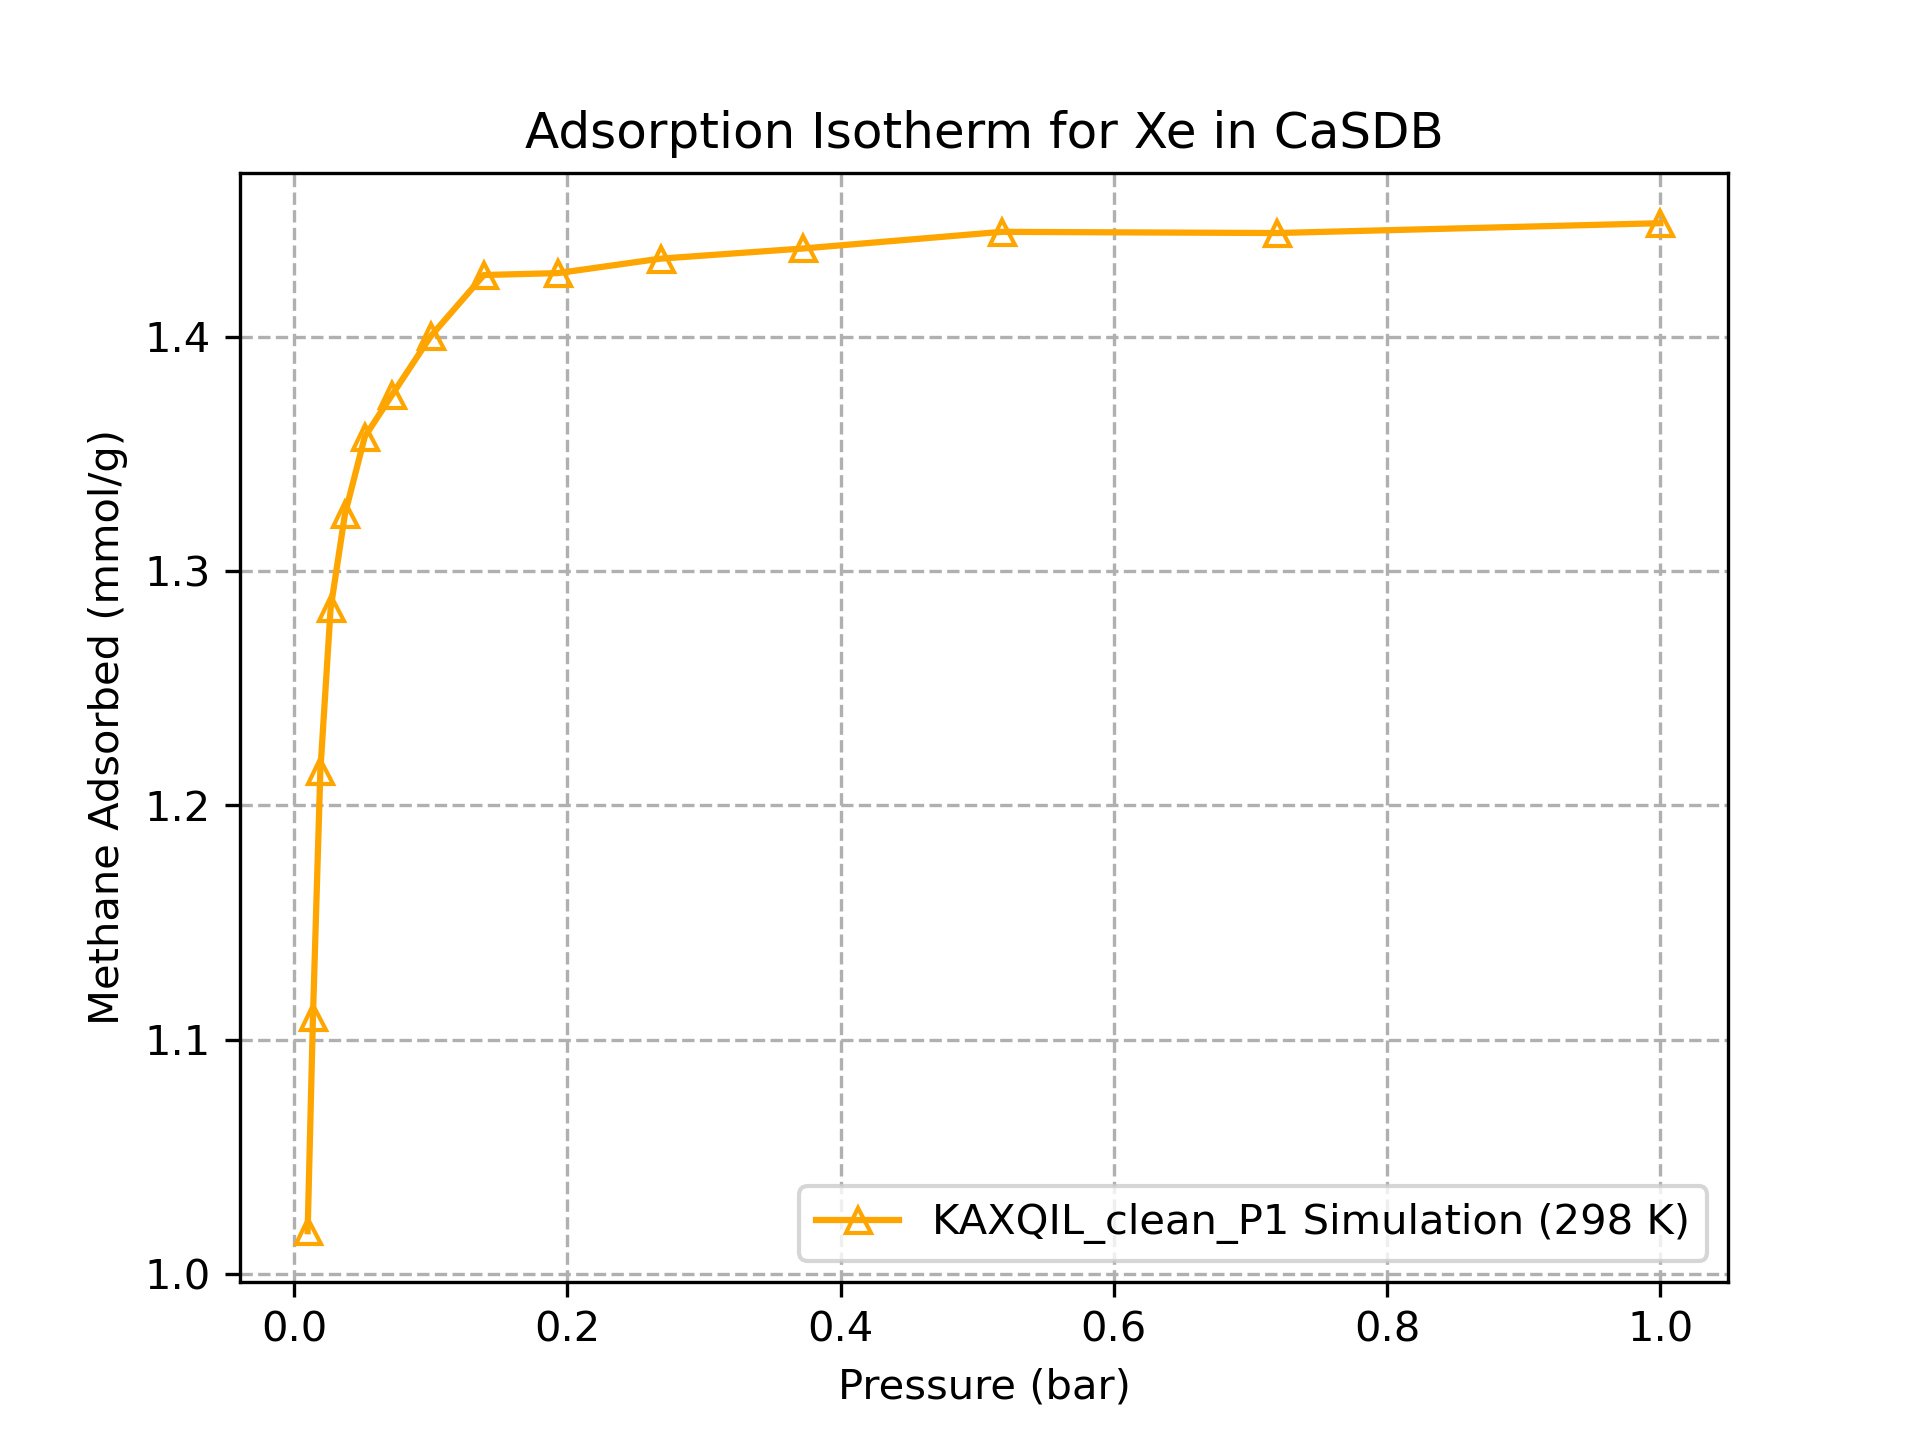 Adsorption Isotherm for Xe in CaSDB
Methane Adsorbed (mmol/g)
1.4
1.3
1.2
1.1
1.0
KAXQIL_clean_P1 Simulation (298 K)
0.0 0.2 0.4 0.6 0.8 1.0
Pressure (bar)